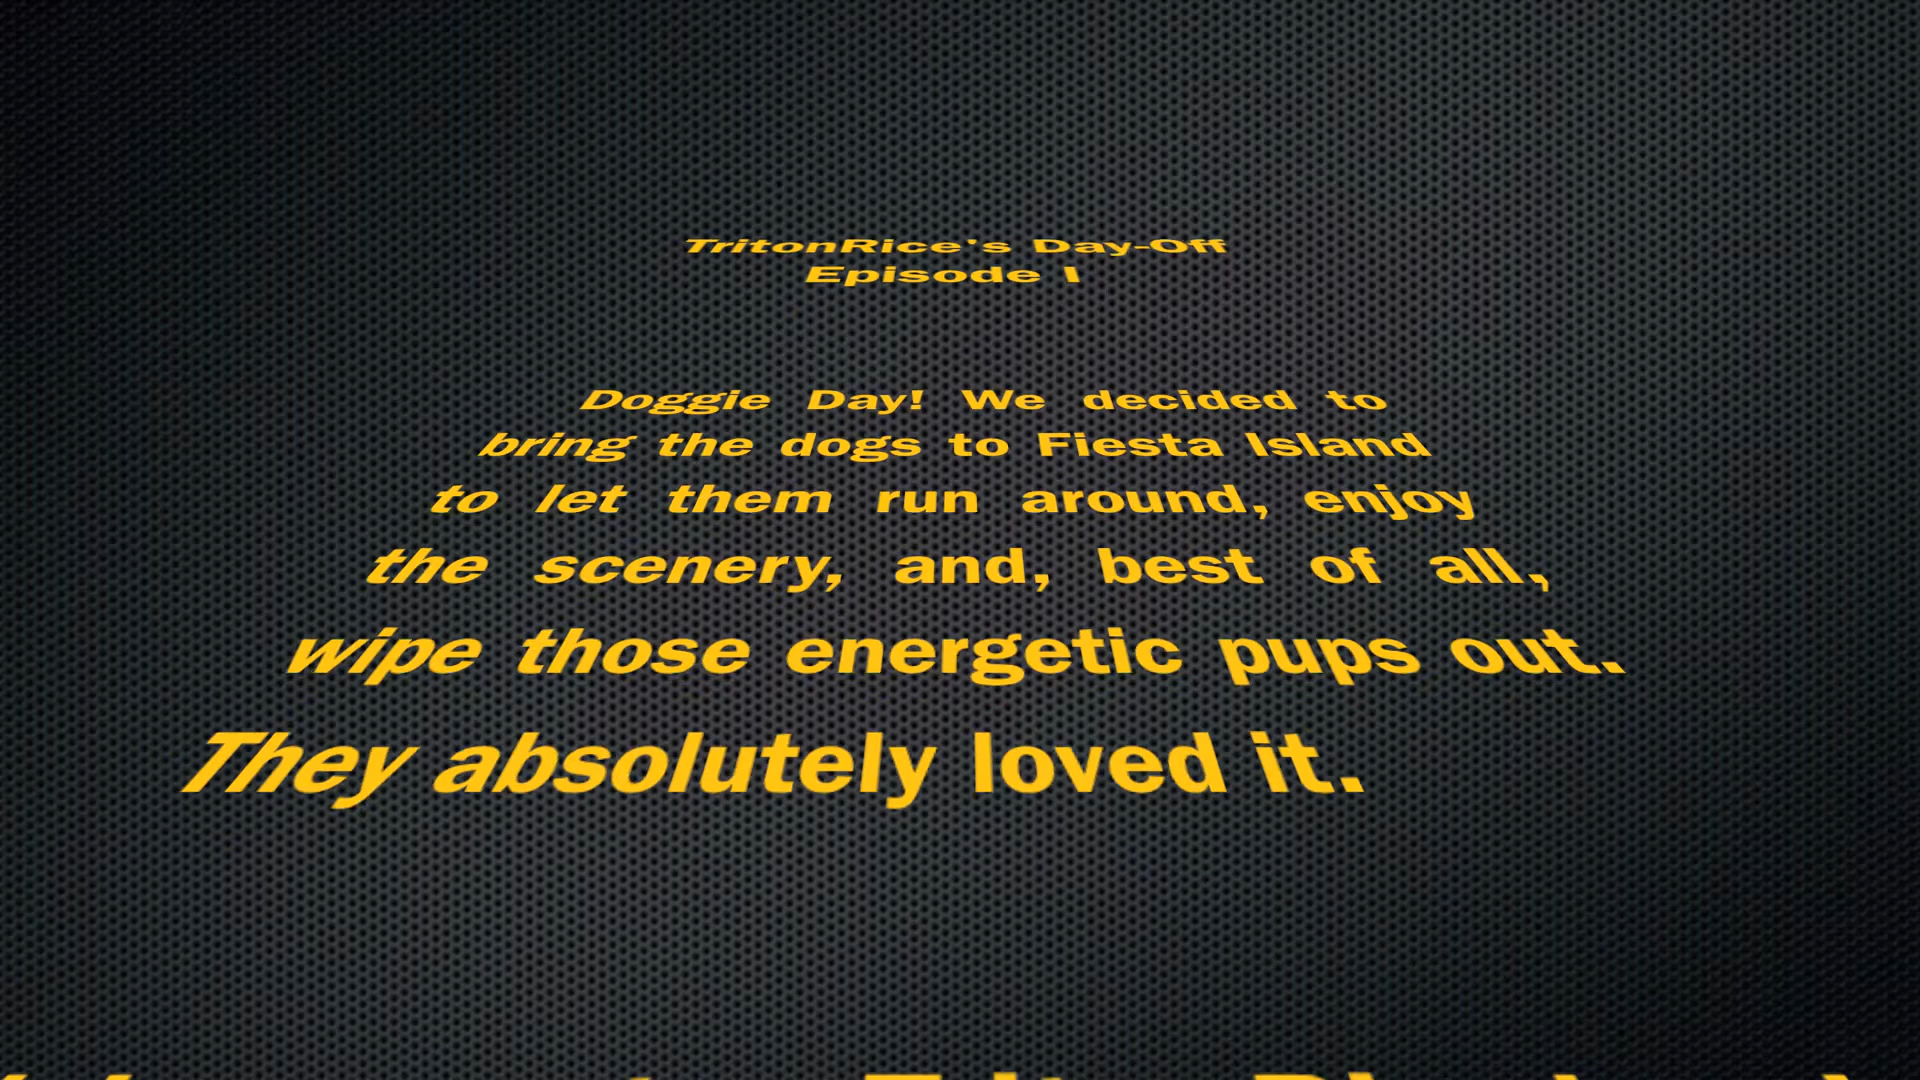 TritonRice's Day-Off
Episode I
Doggie Day! We decided to
bring the dogs to Fiesta Island
to let them run around, enjoy
the scenery, and, best of all,
wipe those energetic pups out.
They absolutely loved it.